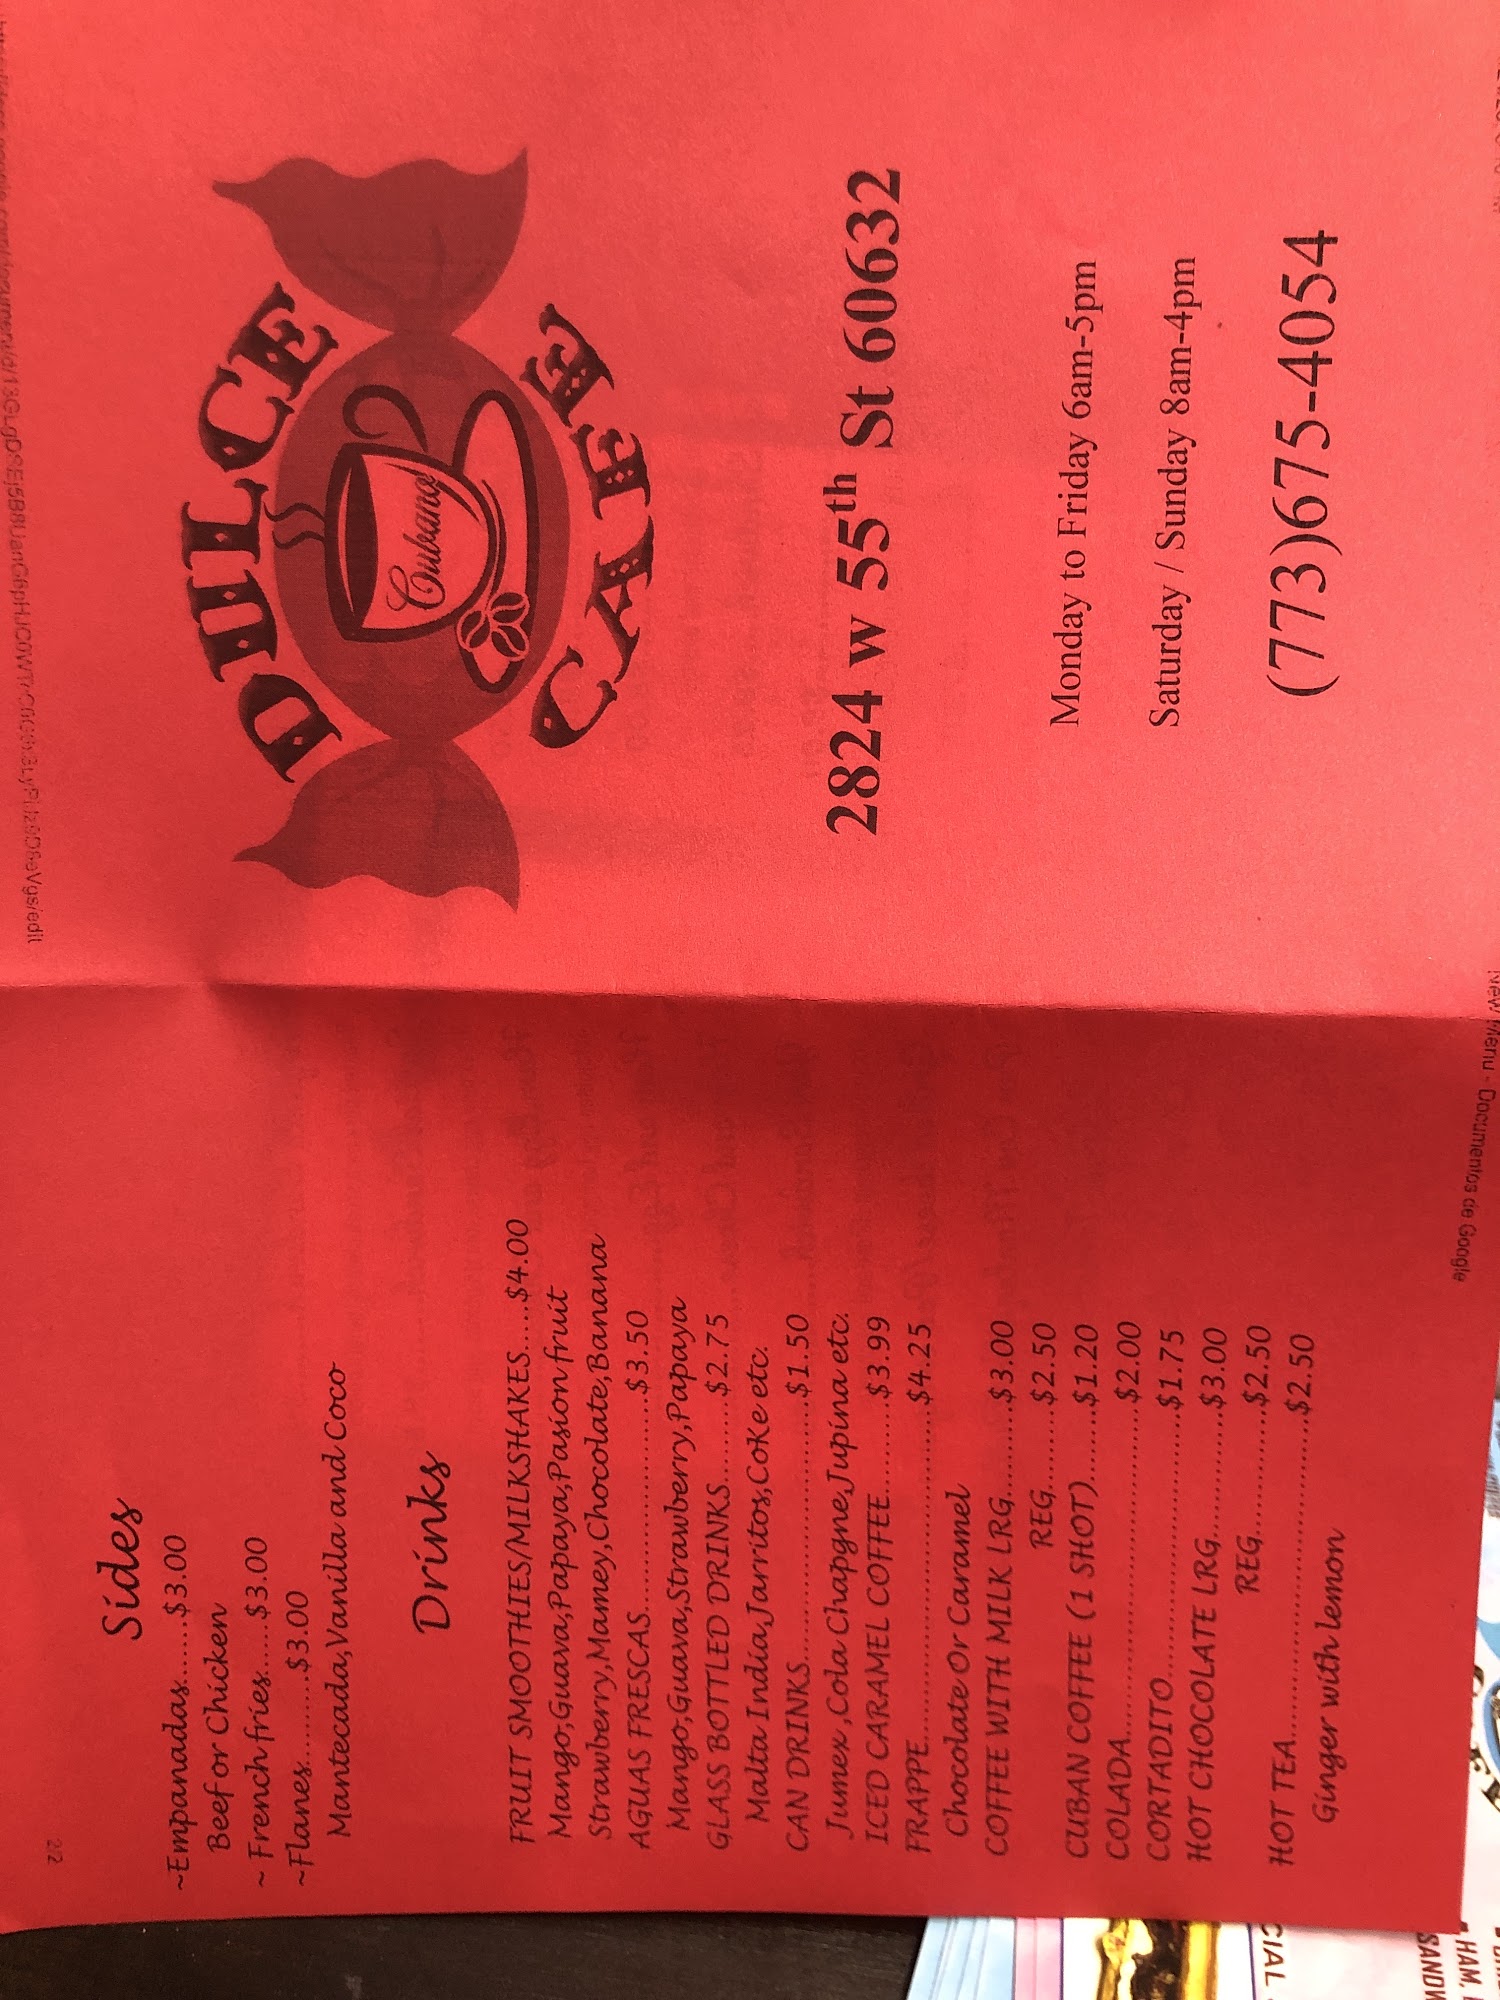 2/2
Sides
~Empanadas......$3.00
Beef or Chicken
~ French fries.....$3.00
~Flanes..........$3.00
Mantecada,Vanilla and Coco
Drinks
FRUIT SMOOTHIES/MILKSHAKES.....$4.00
Mango,Guava,Papaya,Pasion fruit
Strawberry,Mamey,Chocolate,Banana
AGUAS FRESCAS..............................$3.50
Mango,Guava,Strawberry,Papaya
GLASS BOTTLED DRINKS..........$2.75
Malta India,Jarritos,Coke etc.
CAN DRINKS..............................$1.50
Jumex ,Cola Chapgne,Jupina etc.
ICED CARAMEL COFFEE..........$3.99
FRAPPE......................................$4.25
Chocolate Or Caramel
COFFEE WITH MILK LRG..........$3.00
REG..........$2.50
CUBAN COFFEE (1 SHOT)........$1.20
COLADA......................................$2.00
CORTADITO..............................$1.75
HOT CHOCOLATE LRG............$3.00
REG..............$2.50
HOT TEA....................................$2.50
Ginger with lemon
DULCE
Cubano
CAFE
2824 w 55th St 60632
Monday to Friday 6am-5pm
Saturday / Sunday 8am-4pm
(773)675-4054
New Menu - Documentos de Google
CIAL
HAM,
SANDW